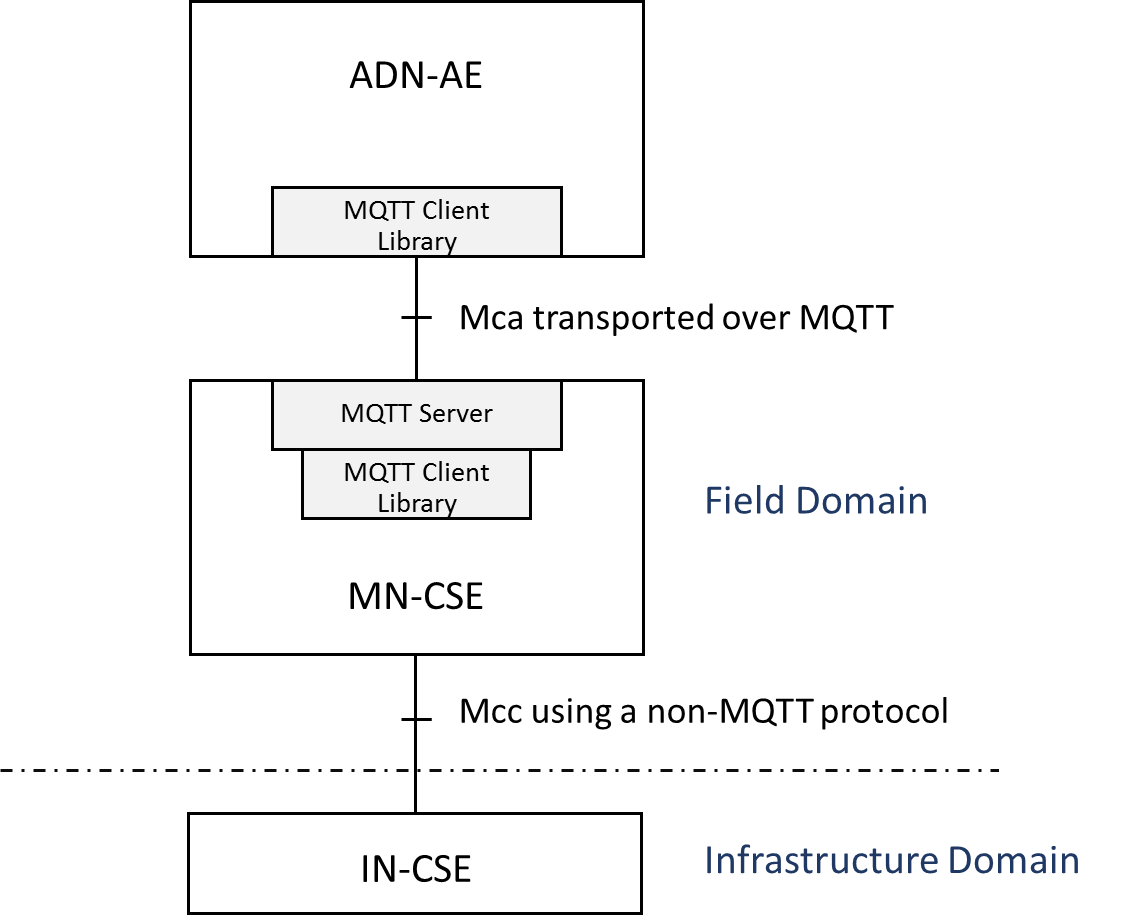 ADN-AE
MQTT Client
Library
Mca transported over MQTT
MQTT Server
MQTT Client
Library
Field Domain
MN-CSE
Mcc using a non-MQTT protocol
IN-CSE
Infrastructure Domain